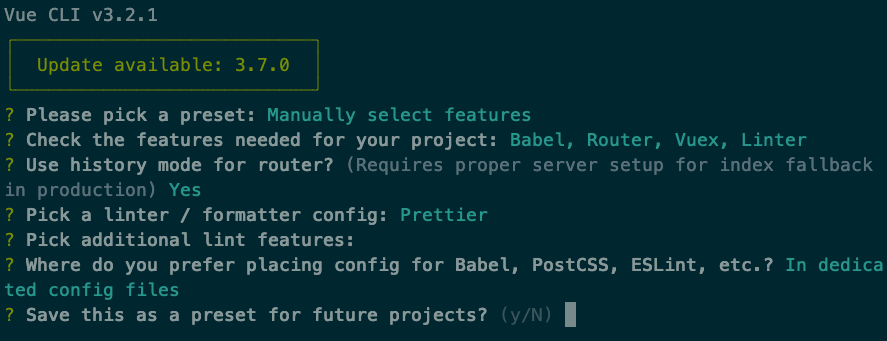 Vue CLI v3.2.1
Update available: 3.7.0
? Please pick a preset: Manually select features
? Check the features needed for your project: Babel, Router, Vuex, Linter
? Use history mode for router? (Requires proper server setup for index fallback
in production) Yes
? Pick a linter / formatter config: Prettier
? Pick additional lint features:
? Where do you prefer placing config for Babel, PostCSS, ESLint, etc.? In dedica
ted config files
? Save this as a preset for future projects? (y/N)